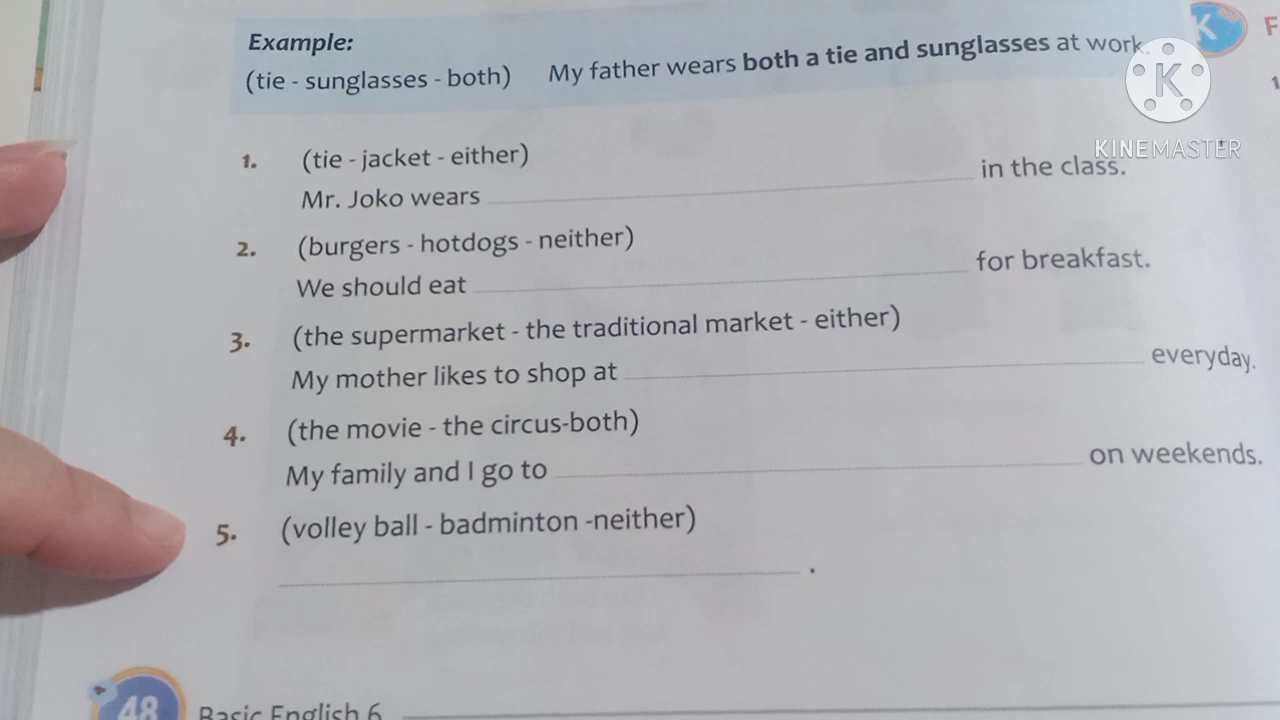 Example:
(tie - sunglasses - both) My father wears both a tie and sunglasses at work.
K
F
1
K
KINEMASTER
1. (tie - jacket - either)
Mr. Joko wears in the class.
2. (burgers - hotdogs - neither)
We should eat for breakfast.
3. (the supermarket - the traditional market - either)
My mother likes to shop at everyday.
4. (the movie - the circus-both)
My family and I go to on weekends.
5. (volley ball - badminton -neither)
.
48 Basic English 6